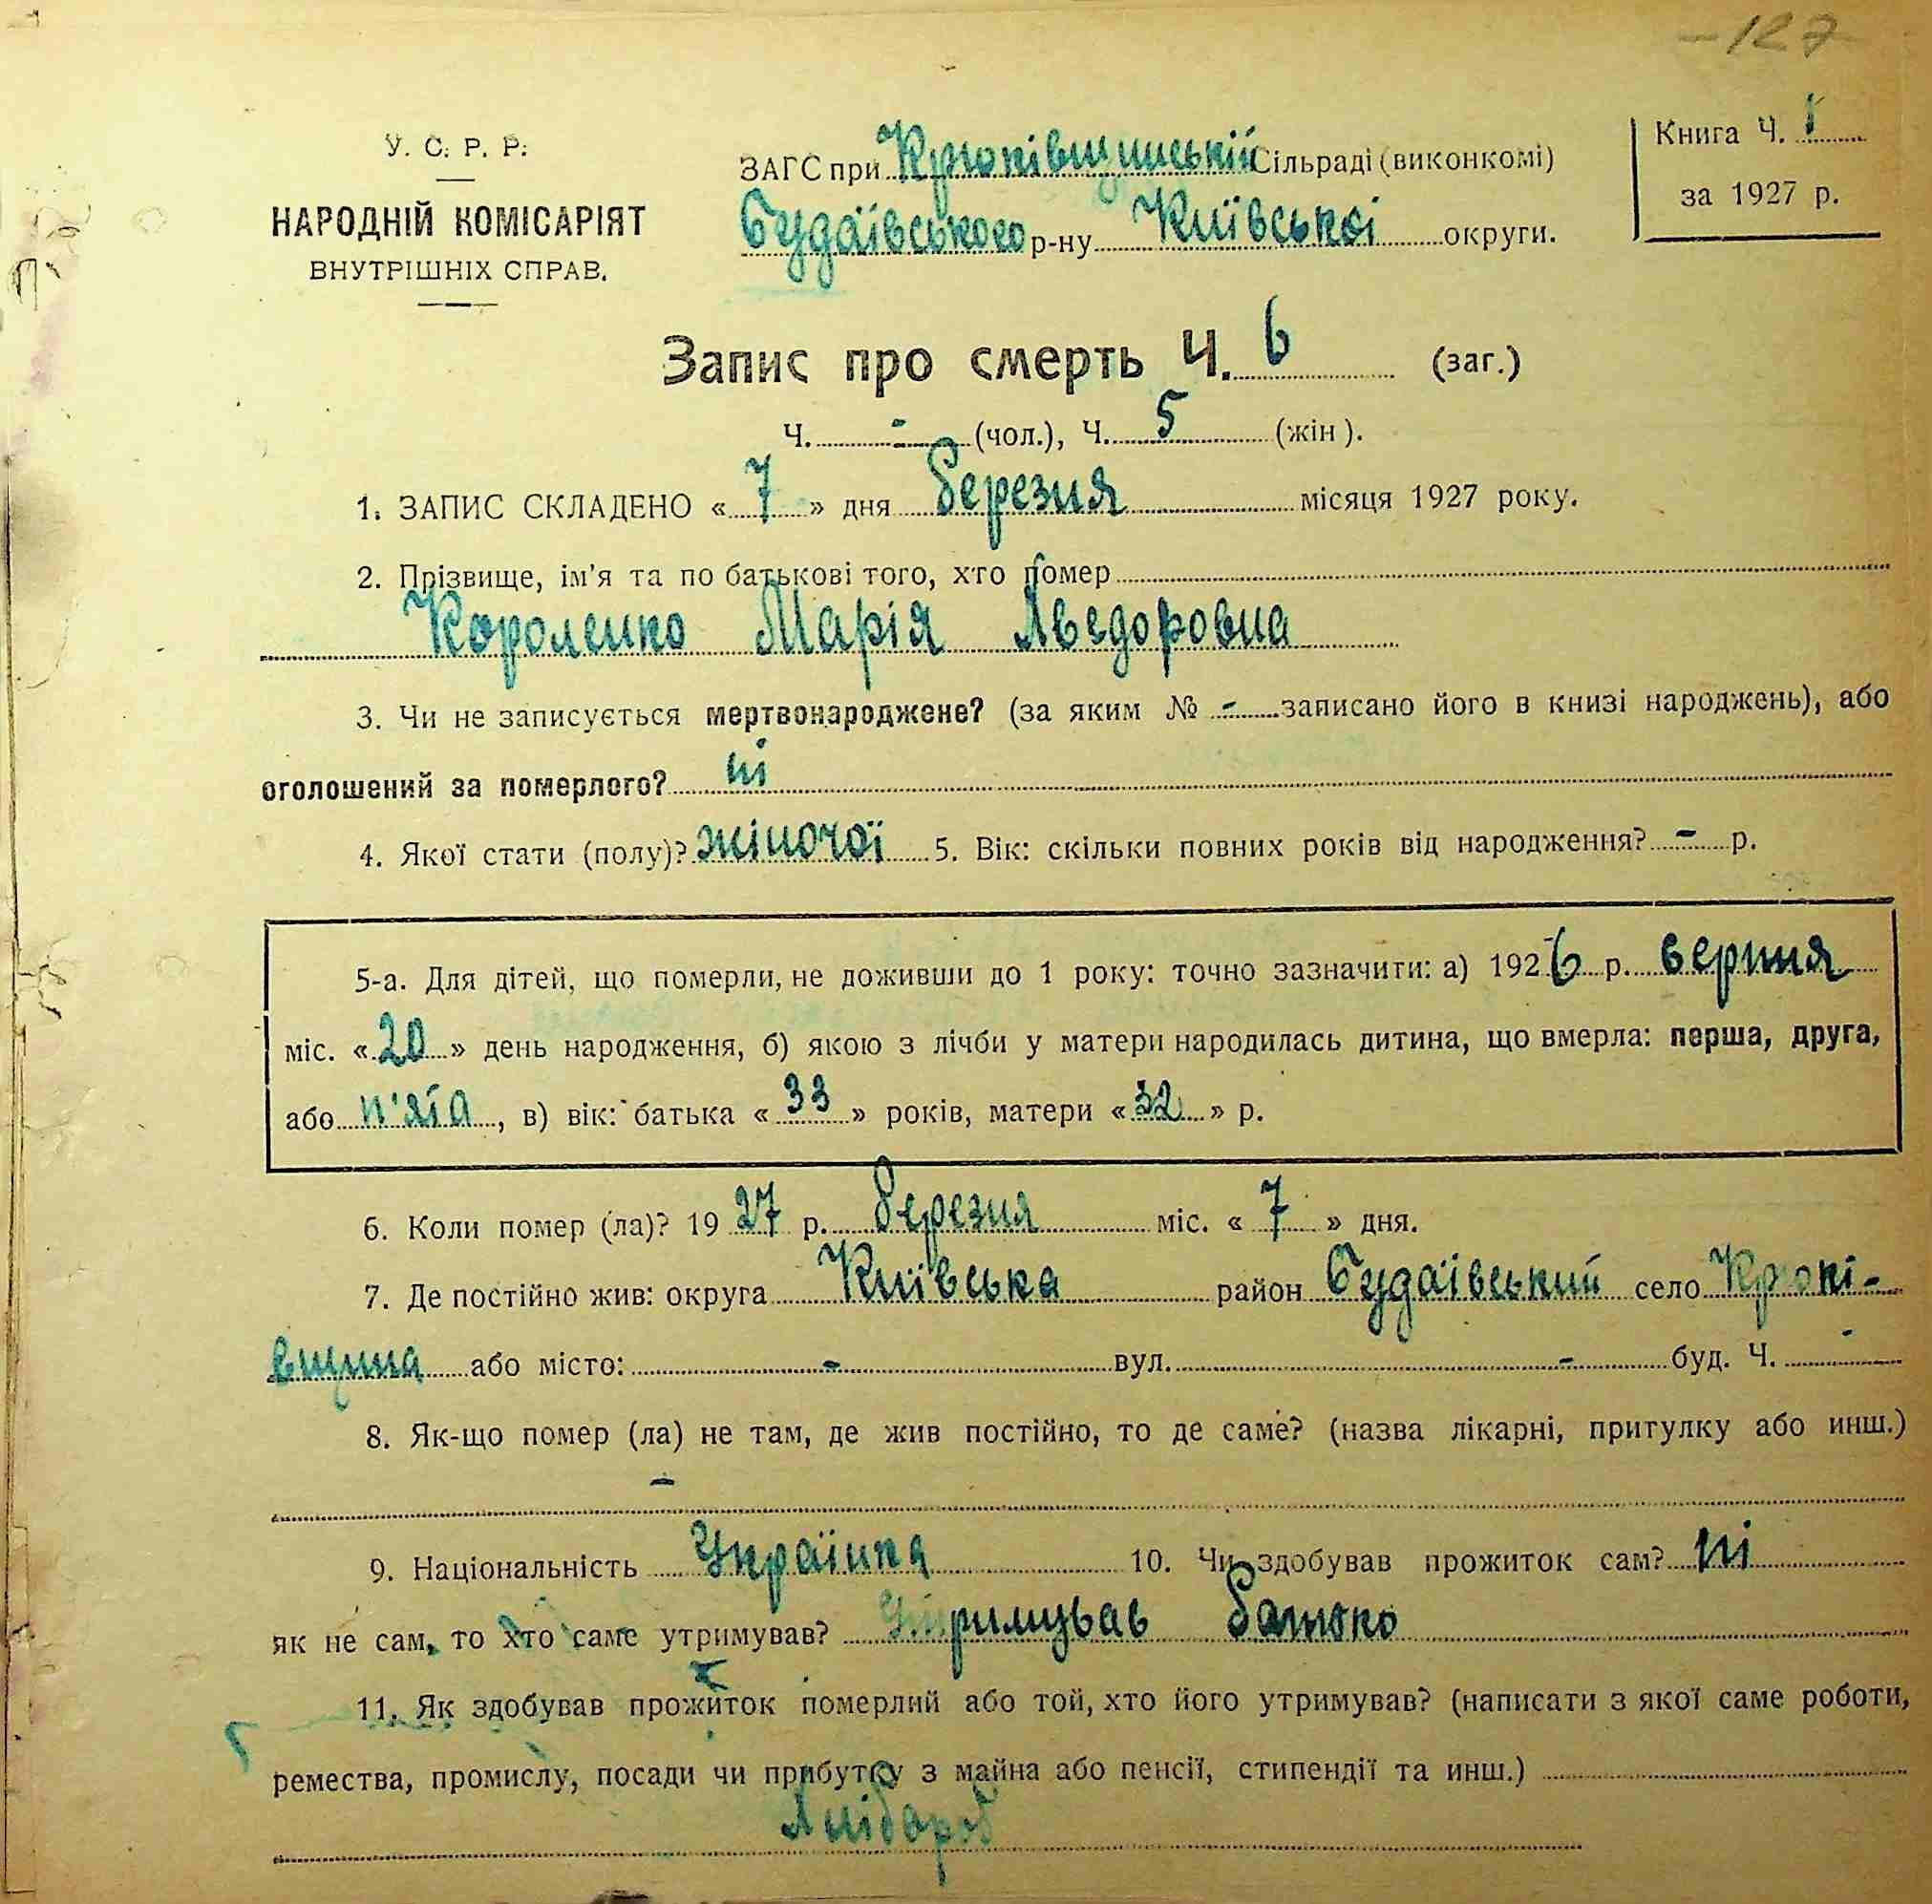 -127
У. С. Р. Р.
НАРОДНІЙ КОМІСАРІЯТ
ВНУТРІШНІХ СПРАВ.
ЗАГС при Крюківщинській Сільраді (виконкомі)
Будаївського р-ну Київської округи.
Книга Ч. 1
за 1927 р.
Запис про смерть Ч. 6 (заг.)
Ч. - (чол.), Ч. 5 (жін).
1. ЗАПИС СКЛАДЕНО « 7 » дня березня місяця 1927 року.
2. Прізвище, ім'я та по батькові того, хто помер
Короленко Марія Аведоровна
3. Чи не записується мертвонароджене? (за яким № - записано його в книзі народжень), або
оголошений за померлого? ні
4. Якої стати (полу)? жіночої 5. Вік: скільки повних років від народження? - р.
5-а. Для дітей, що померли, не доживши до 1 року: точно зазначити: а) 1926 р. серпня
міс. « 20 » день народження, б) якою з лічби у матери народилась дитина, що вмерла: перша, друга,
або п'ята, в) вік: батька « 33 » років, матери « 32 » р.
6. Коли помер (ла)? 19 27 р. березня міс. « 7 » дня.
7. Де постійно жив: округа Київська район Будаївський село Крюкі-
вщина або місто: - вул. - буд. Ч. -
8. Як-що помер (ла) не там, де жив постійно, то де саме? (назва лікарні, притулку або инш.)
-
9. Національність Українка 10. Чи здобував прожиток сам? ні
як не сам, то хто саме утримував? Утримував батько
11. Як здобував прожиток померлий або той, хто його утримував? (написати з якої саме роботи,
ремества, промислу, посади чи прибутку з майна або пенсії, стипендії та инш.)
Хлібороб